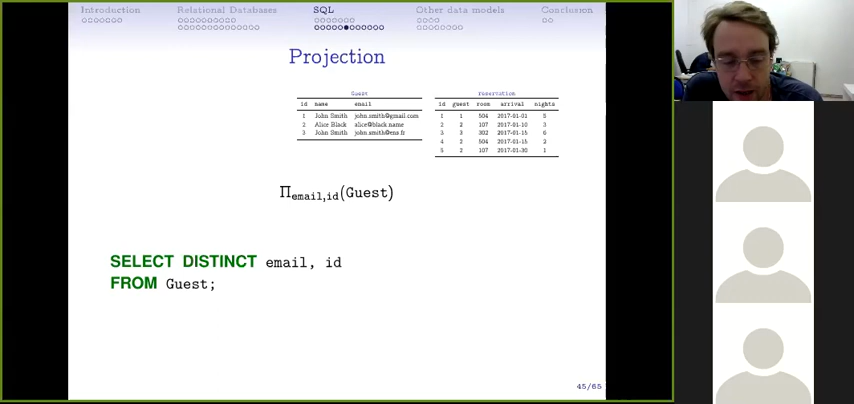 Introduction Relational Databases SQL Other data models Conclusion
Projection
Guest
id name email
1 John Smith john.smith@gmail.com
2 Alice Black alice@black.name
3 John Smith john.smith@ens.fr
reservation
id guest room arrival nights
1 1 504 2017-01-01 5
2 2 107 2017-01-10 3
3 3 302 2017-01-15 6
4 2 504 2017-01-15 2
5 2 107 2017-01-30 1
Πemail,id(Guest)
SELECT DISTINCT email, id
FROM Guest;
45/65